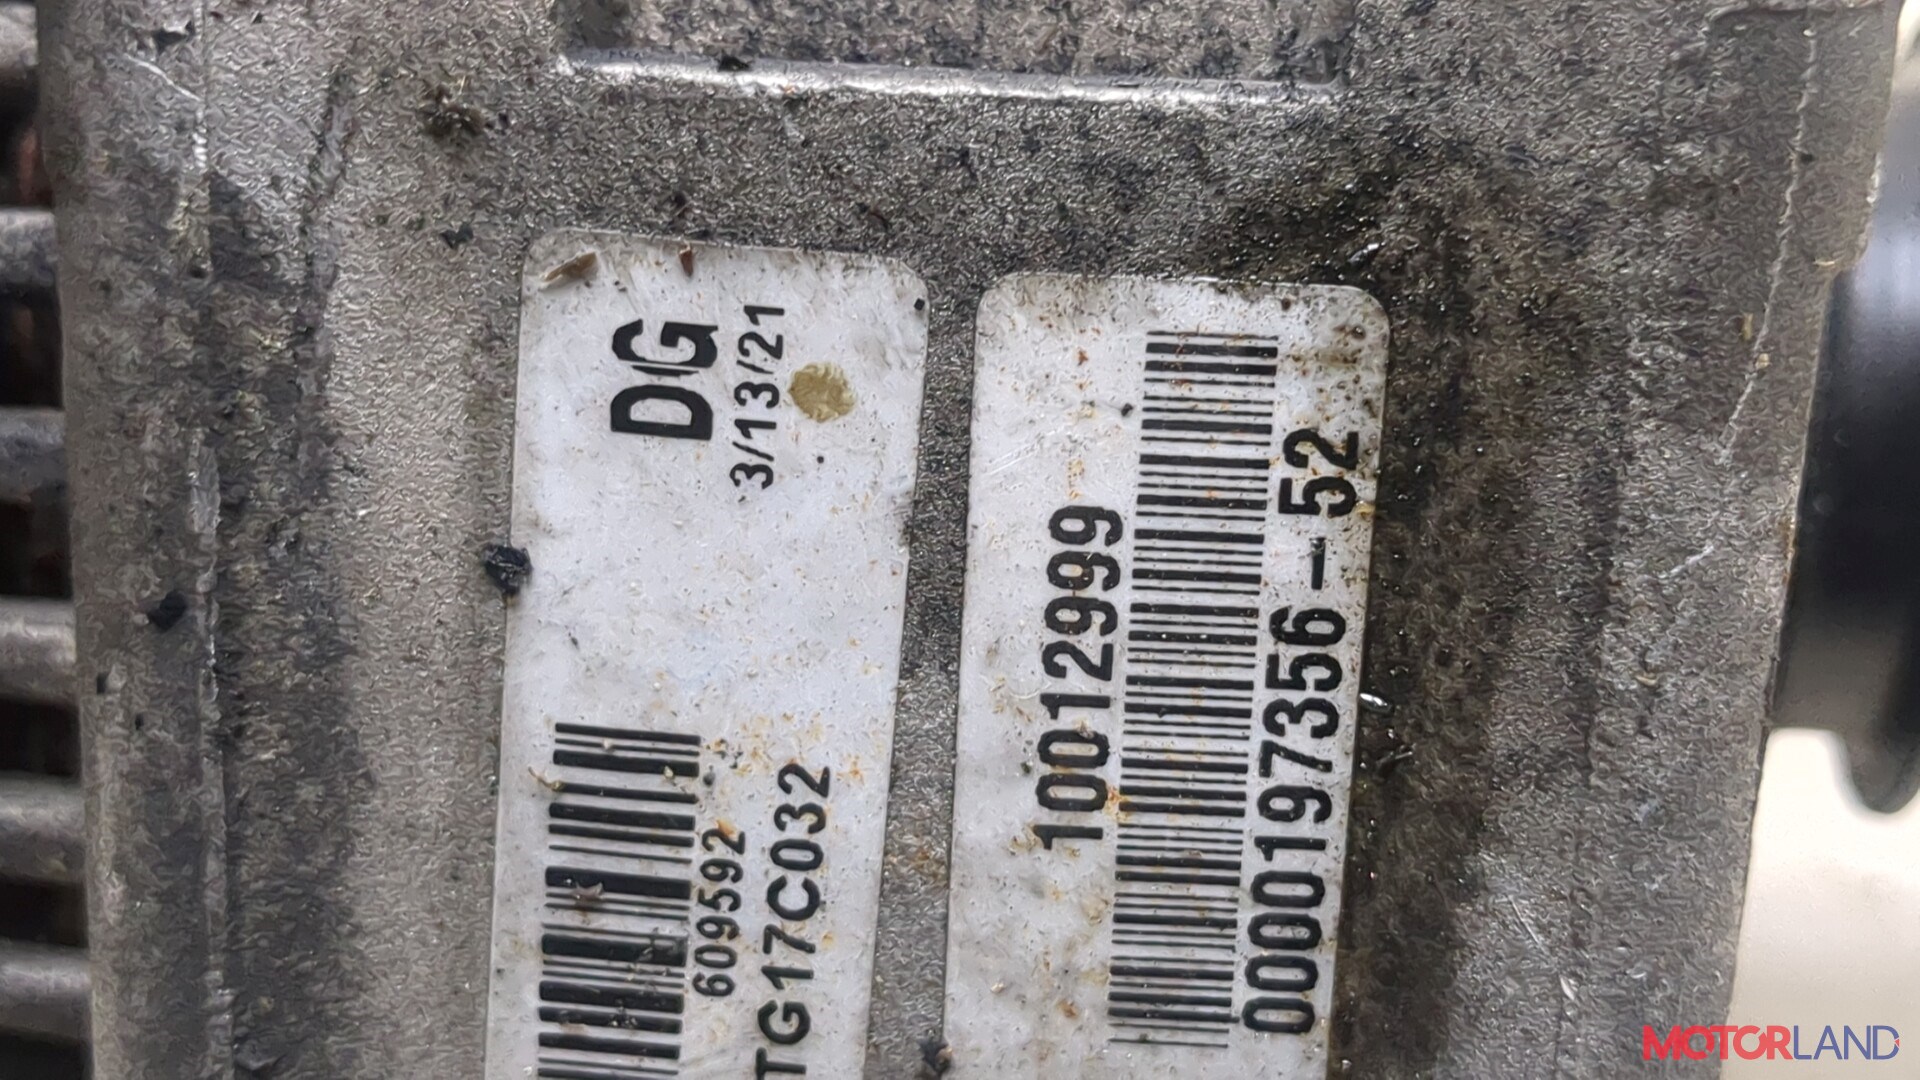 DG
3/13/21
609592
TG17C032
10012999
0000197356-52
MOTORLAND